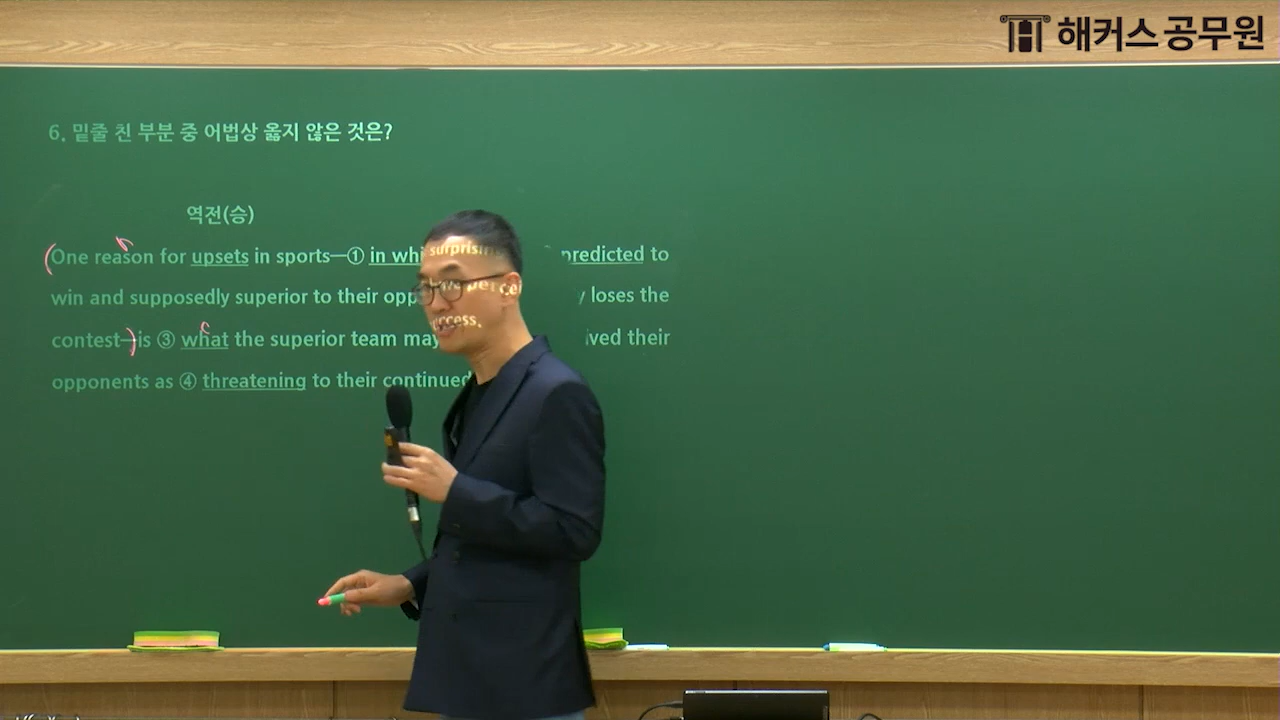 해커스공무원
6. 밑줄 친 부분 중 어법상 옳지 않은 것은?
역전(승)
One reason for upsets in sports—① in surprisin predicted to
win and supposedly superior to their loses the
contest—is ③ what the superior team may their
opponents as ④ threatening to their continued